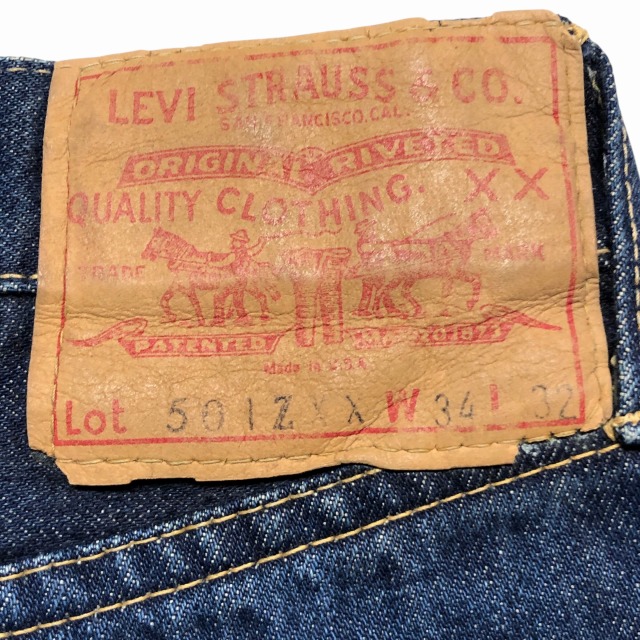 LEVI STRAUSS & CO.
SAN FRANCISCO, CAL.
ORIGINAL RIVETED
QUALITY CLOTHING. XX
TRADE MARK
PATENTED
Made in U.S.A
Lot 501ZXX W 34 L 32